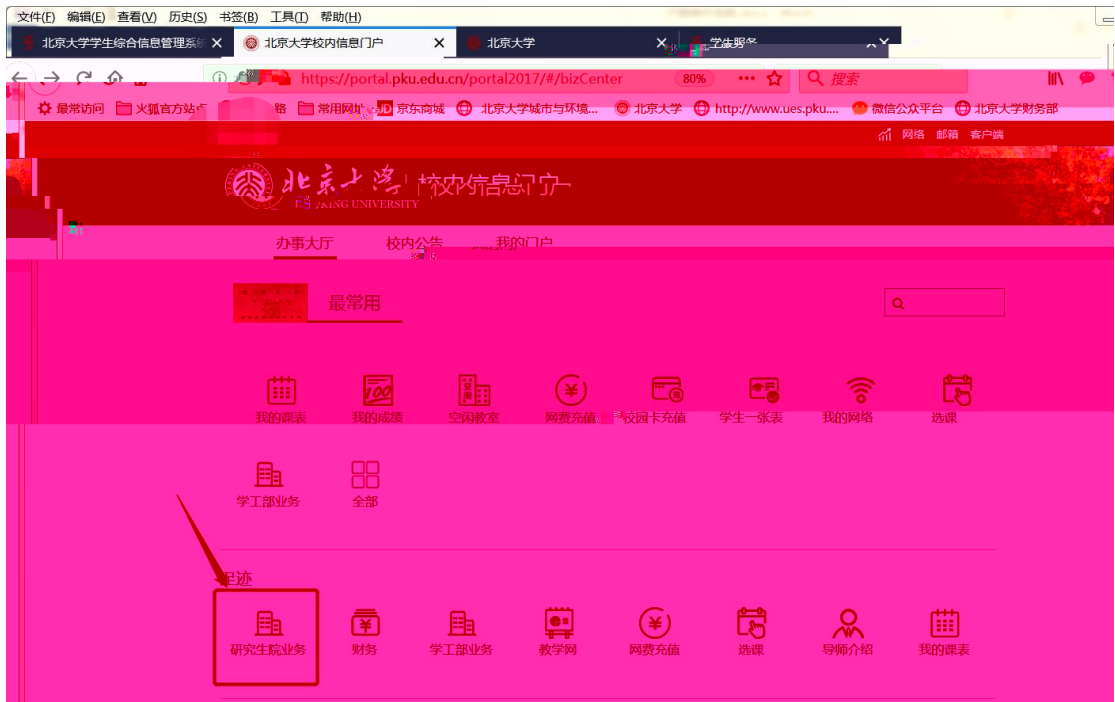 文件(F) 编辑(E) 查看(V) 历史(S) 书签(B) 工具(T) 帮助(H)
北京大学学生综合信息管理系统 北京大学校内信息门户 北京大学
https://portal.pku.edu.cn/portal2017/#/bizCenter 80% 搜索
最常访问 火狐官方站点 常用网址 JD 京东商城 北京大学城市与环境... 北京大学 http://www.ues.pku.... 微信公众平台 北京大学财务部
网络 邮箱 客户端
北京大学 校内信息门户
UNIVERSITY
办事大厅 校内公告 我的门户
最常用
100
我的课表 我的成绩 空闲教室 网费充值 校园卡充值 学生一张表 我的网络 选课
学工部业务 全部
足迹
研究生院业务 财务 学工部业务 教学网 网费充值 选课 导师介绍 我的课表